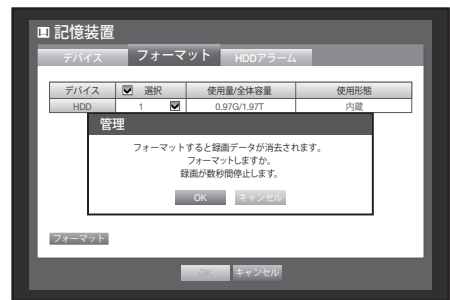 記憶装置
デバイス フォーマット HDDアラーム
デバイス 選択 使用量/全体容量 使用形態
HDD 1 0.97G/1.97T 内蔵
管理
フォーマットすると録画データが消去されます。
フォーマットしますか。
録画が数秒間停止します。
OK キャンセル
フォーマット
OK キャンセル